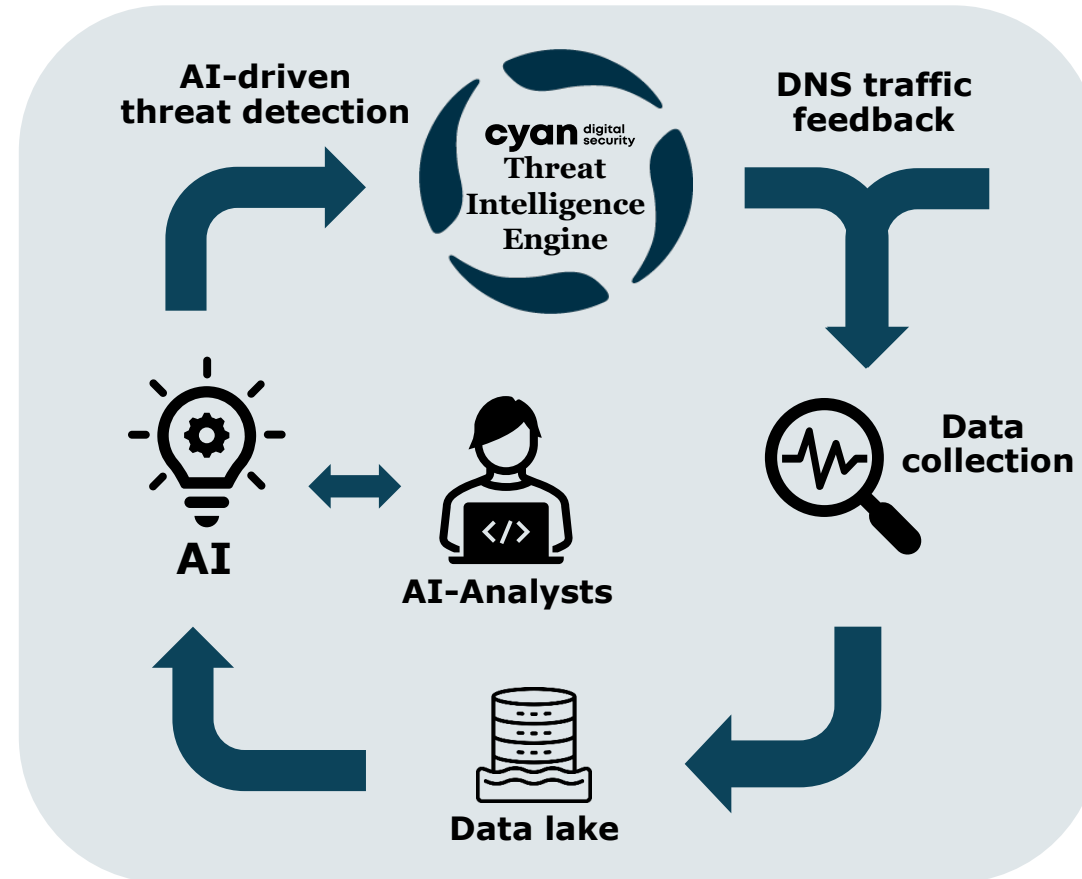 AI-driven
threat detection
cyan digital
security
Threat
Intelligence
Engine
DNS traffic
feedback
Data
collection
AI
</>
AI-Analysts
Data lake